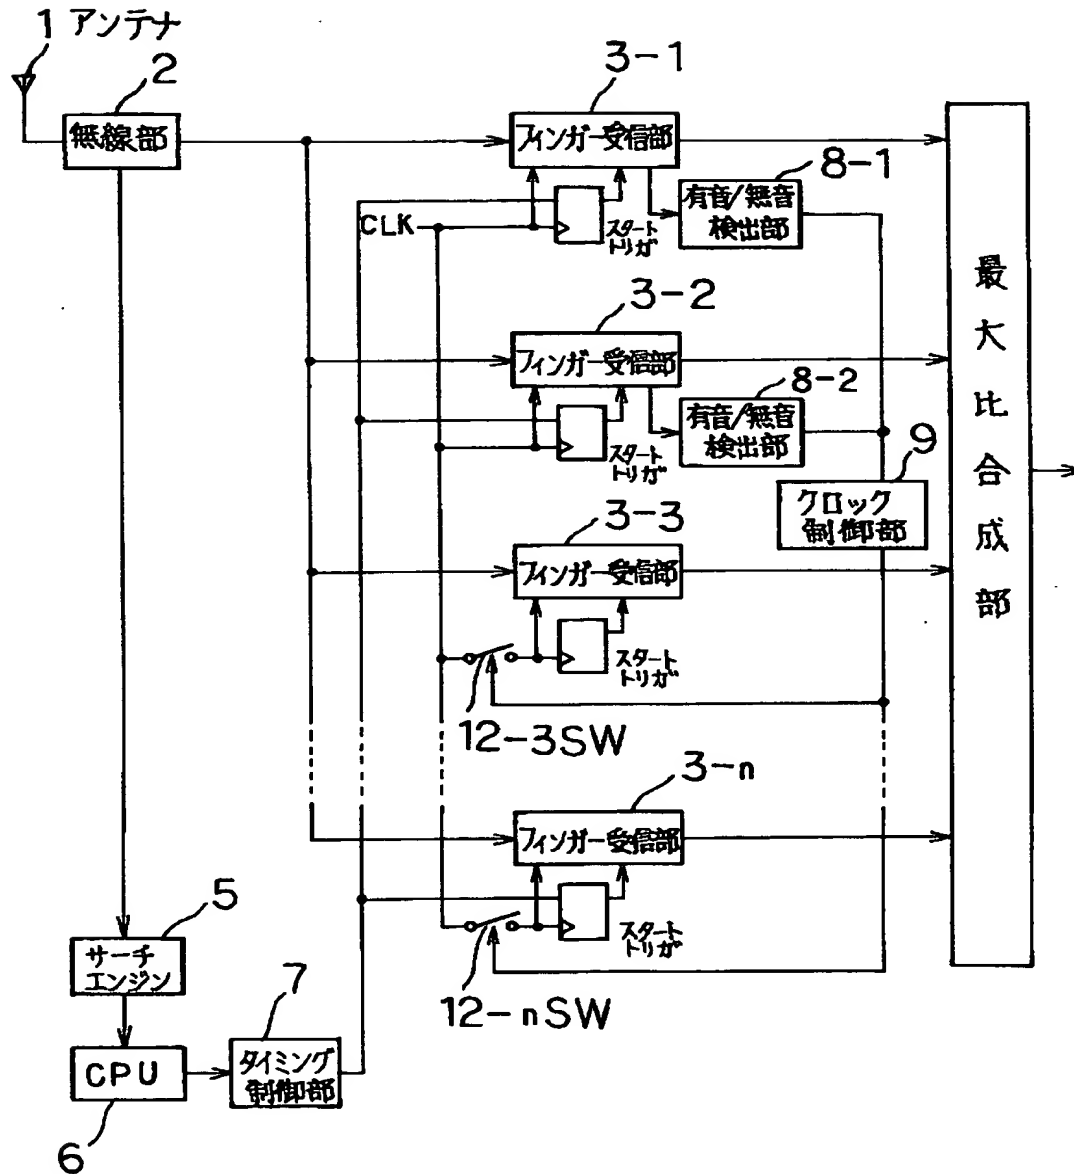 1 アンテナ
2
無線部
3-1
フィンガー受信部
8-1
有音/無音
検出部
CLK
スタート
トリガ
3-2
フィンガー受信部
8-2
有音/無音
検出部
スタート
トリガ
9
クロック
制御部
3-3
フィンガー受信部
スタート
トリガ
12-3SW
3-n
フィンガー受信部
スタート
トリガ
12-nSW
最大比合成部
5
サーチ
エンジン
CPU
6
7
タイミング
制御部